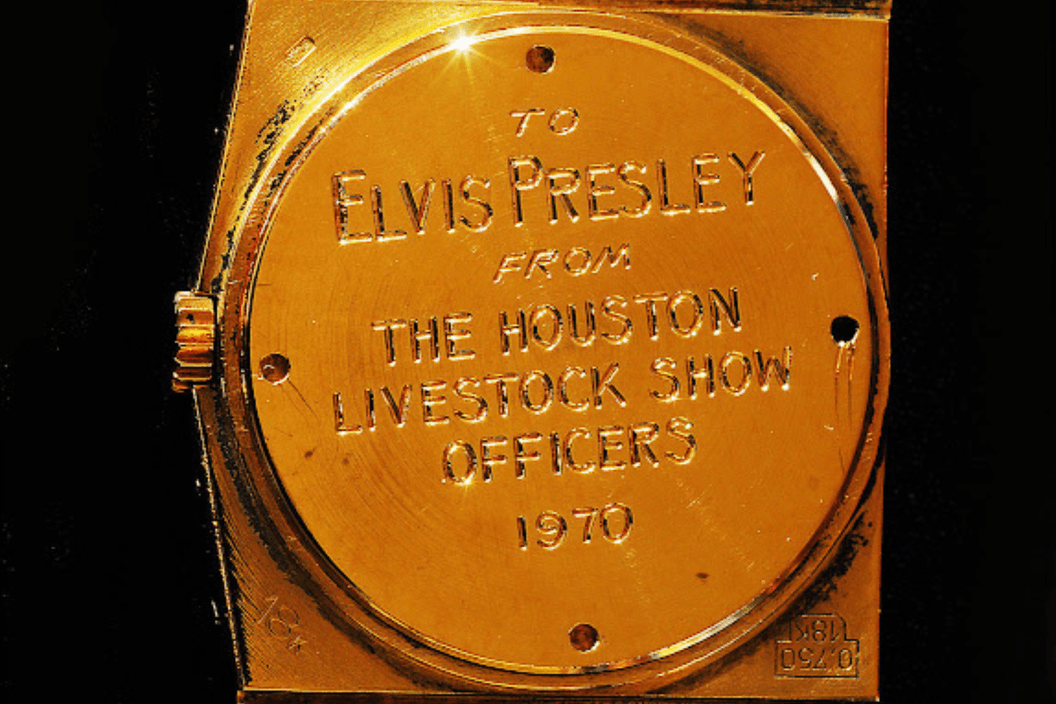 TO
ELVIS PRESLEY
FROM
THE HOUSTON
LIVESTOCK SHOW
OFFICERS
1970
18K
18K
0,750